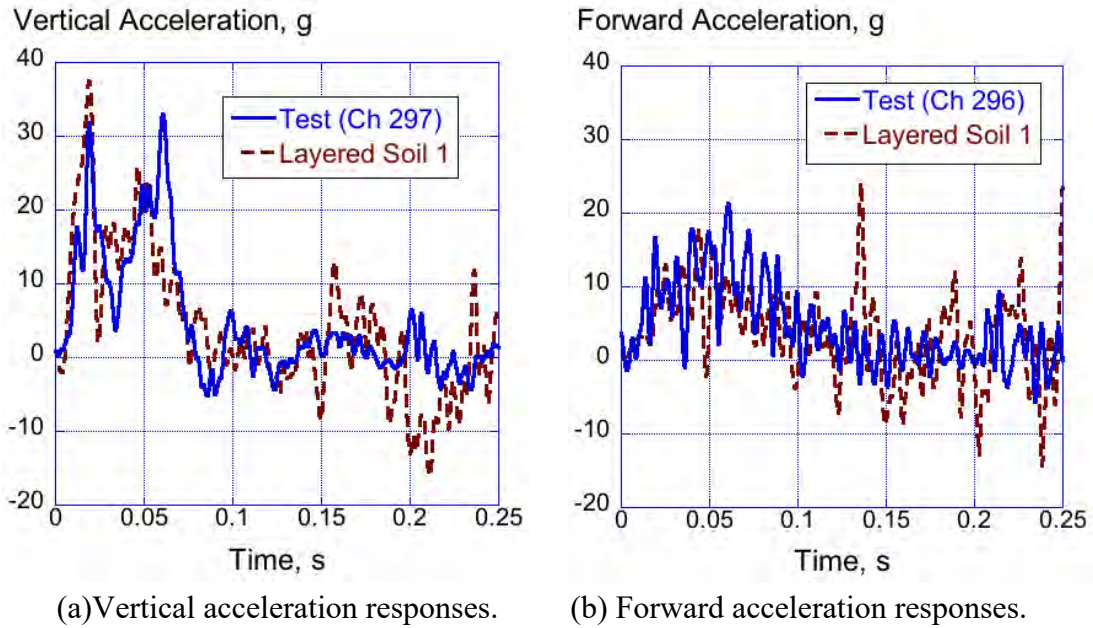 Vertical Acceleration, g
40
30
20
10
0
-10
-20
Test (Ch 297)
Layered Soil 1
0 0.05 0.1 0.15 0.2 0.25
Time, s
(a)Vertical acceleration responses.
Forward Acceleration, g
40
30
20
10
0
-10
-20
Test (Ch 296)
Layered Soil 1
0 0.05 0.1 0.15 0.2 0.25
Time, s
(b) Forward acceleration responses.